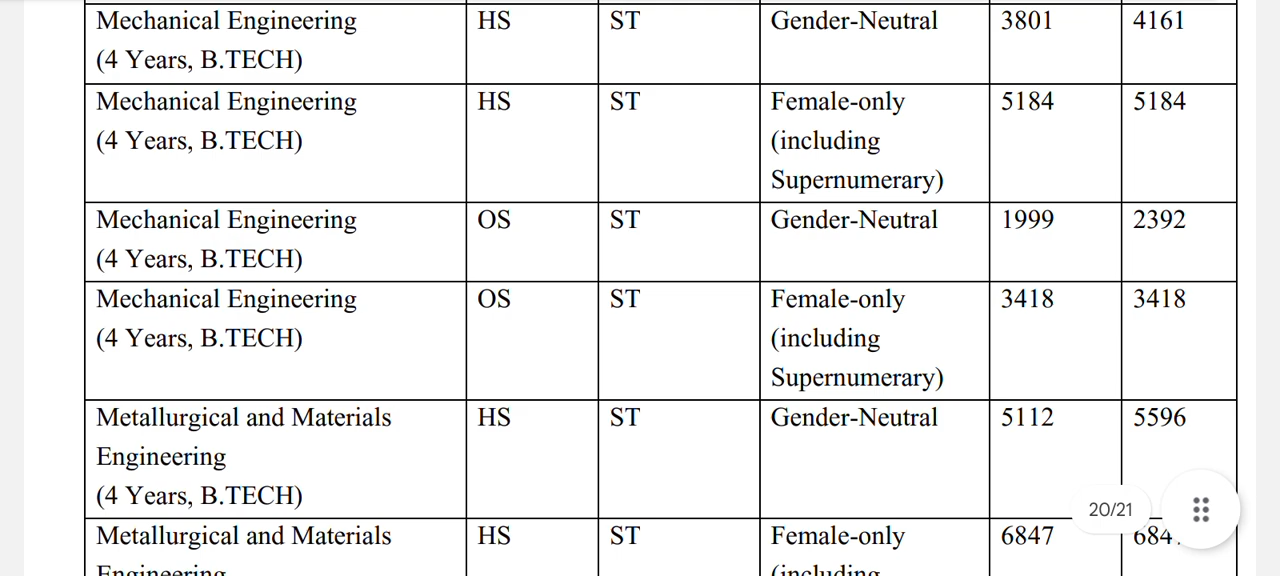 Mechanical Engineering HS ST Gender-Neutral 3801 4161
(4 Years, B.TECH)
Mechanical Engineering HS ST Female-only 5184 5184
(4 Years, B.TECH) (including
Supernumerary)
Mechanical Engineering OS ST Gender-Neutral 1999 2392
(4 Years, B.TECH)
Mechanical Engineering OS ST Female-only 3418 3418
(4 Years, B.TECH) (including
Supernumerary)
Metallurgical and Materials HS ST Gender-Neutral 5112 5596
Engineering
(4 Years, B.TECH)
20/21
Metallurgical and Materials HS ST Female-only 6847
Engineering (including